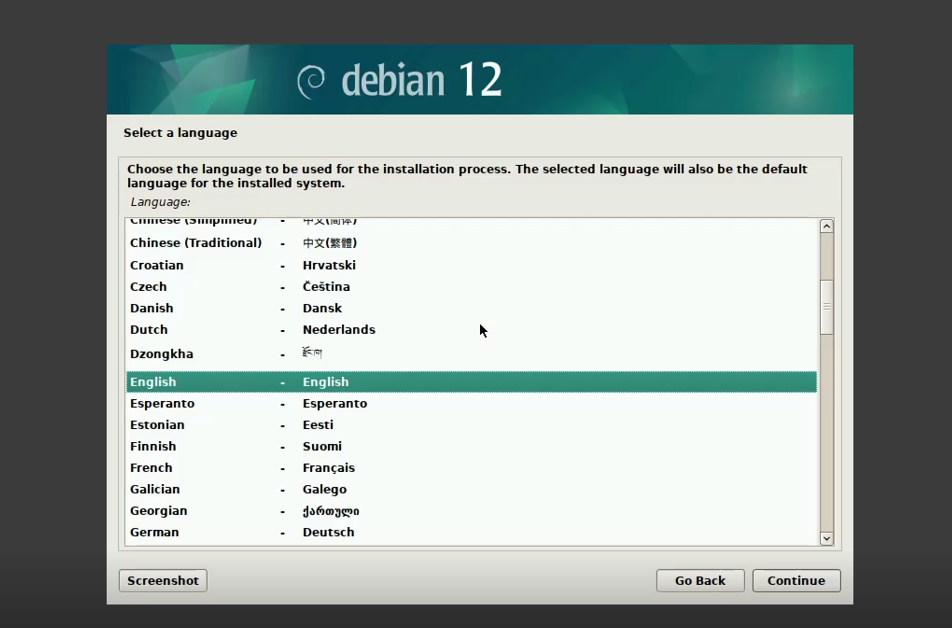 debian 12
Select a language
Choose the language to be used for the installation process. The selected language will also be the default
language for the installed system.
Language:
Chinese (Simplified) - 中文(简体)
Chinese (Traditional) - 中文(繁體)
Croatian - Hrvatski
Czech - Čeština
Danish - Dansk
Dutch - Nederlands
Dzongkha - རྫོང་ཁ།
English - English
Esperanto - Esperanto
Estonian - Eesti
Finnish - Suomi
French - Français
Galician - Galego
Georgian - ქართული
German - Deutsch
Screenshot Go Back Continue